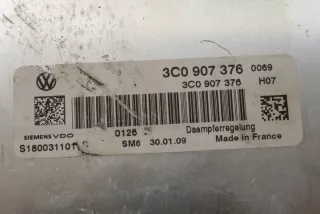 3C0 907 376 0069
3C0 907 376 H07
SIEMENS VDO 0126 Daempferregelung
SM6 30.01.09 Made in France